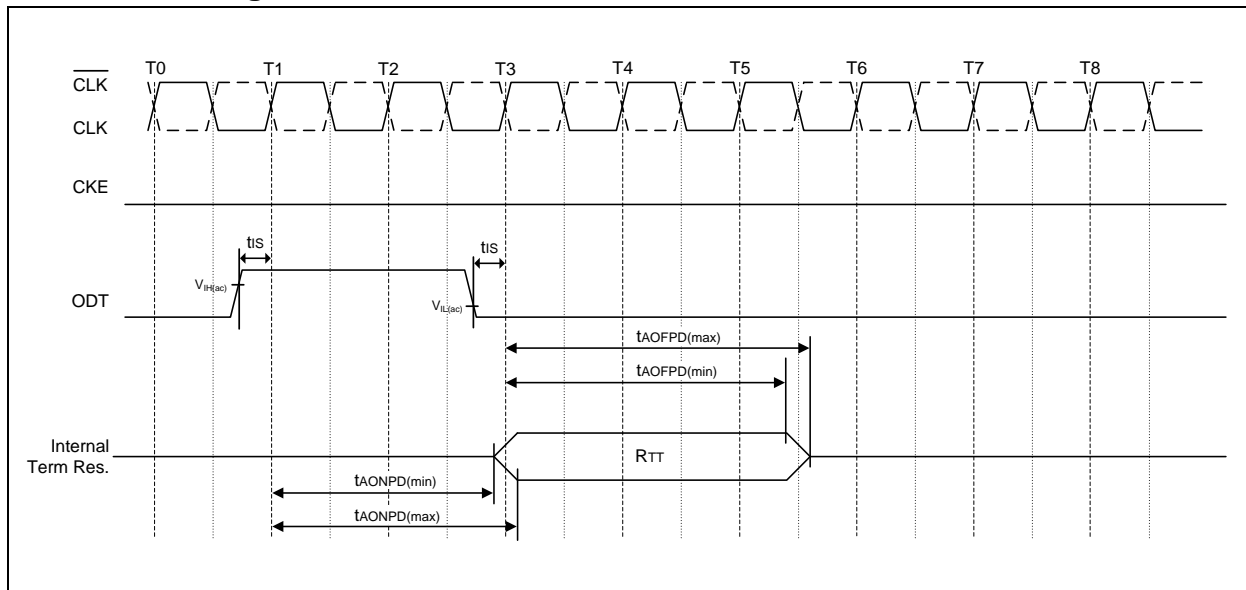 T0 T1 T2 T3 T4 T5 T6 T7 T8
CLK
CLK
CKE
tIS tIS
VIH(ac)
ODT
VIL(ac)
tAOFPD(max)
tAOFPD(min)
Internal
Term Res.
RTT
tAONPD(min)
tAONPD(max)